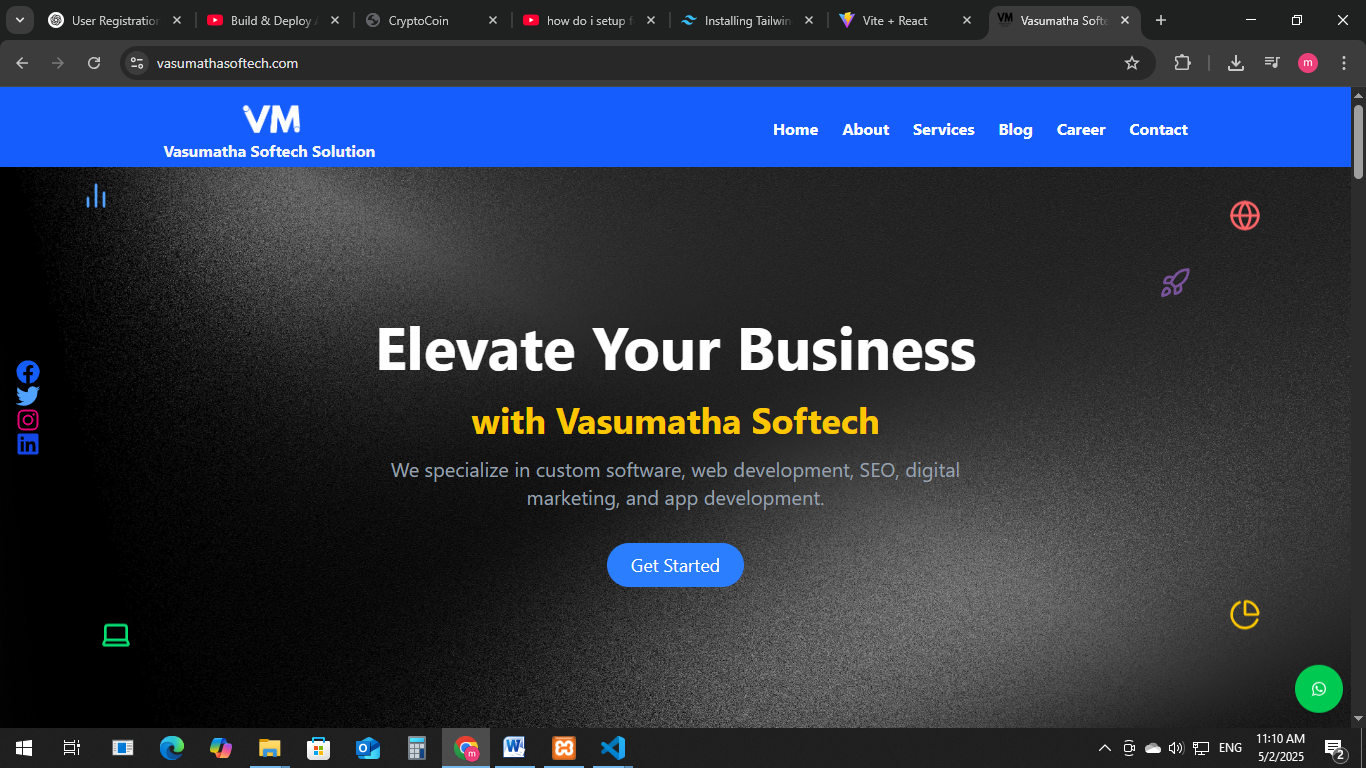 User Registration
Build & Deploy
CryptoCoin
how do i setup f
Installing Tailwin
Vite + React
Vasumatha Softe
vasumathasoftech.com
m
VM
Vasumatha Softech Solution
Home About Services Blog Career Contact
Elevate Your Business
with Vasumatha Softech
We specialize in custom software, web development, SEO, digital
marketing, and app development.
Get Started
ENG
11:10 AM
5/2/2025
2